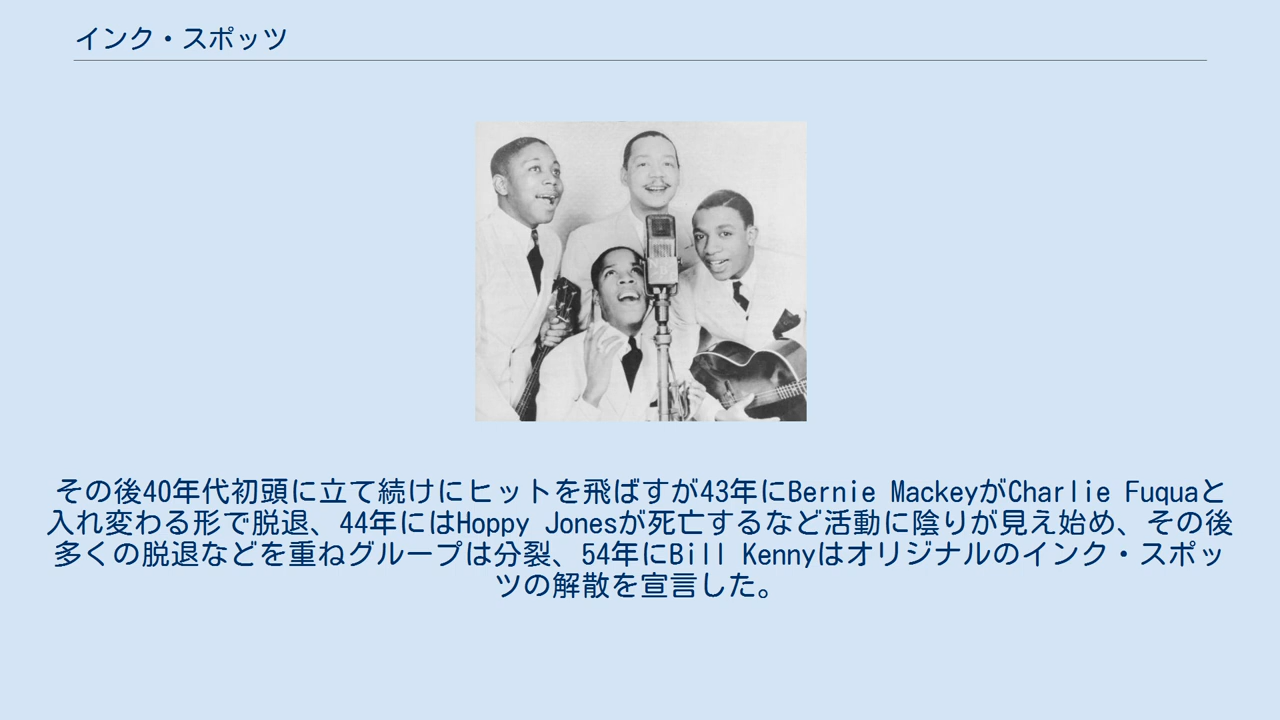 インク・スポッツ
その後40年代初頭に立て続けにヒットを飛ばすが43年にBernie MackeyがCharlie Fuquaと
入れ変わる形で脱退、44年にはHoppy Jonesが死亡するなど活動に陰りが見え始め、その後
多くの脱退などを重ねグループは分裂、54年にBill Kennyはオリジナルのインク・スポッ
ツの解散を宣言した。